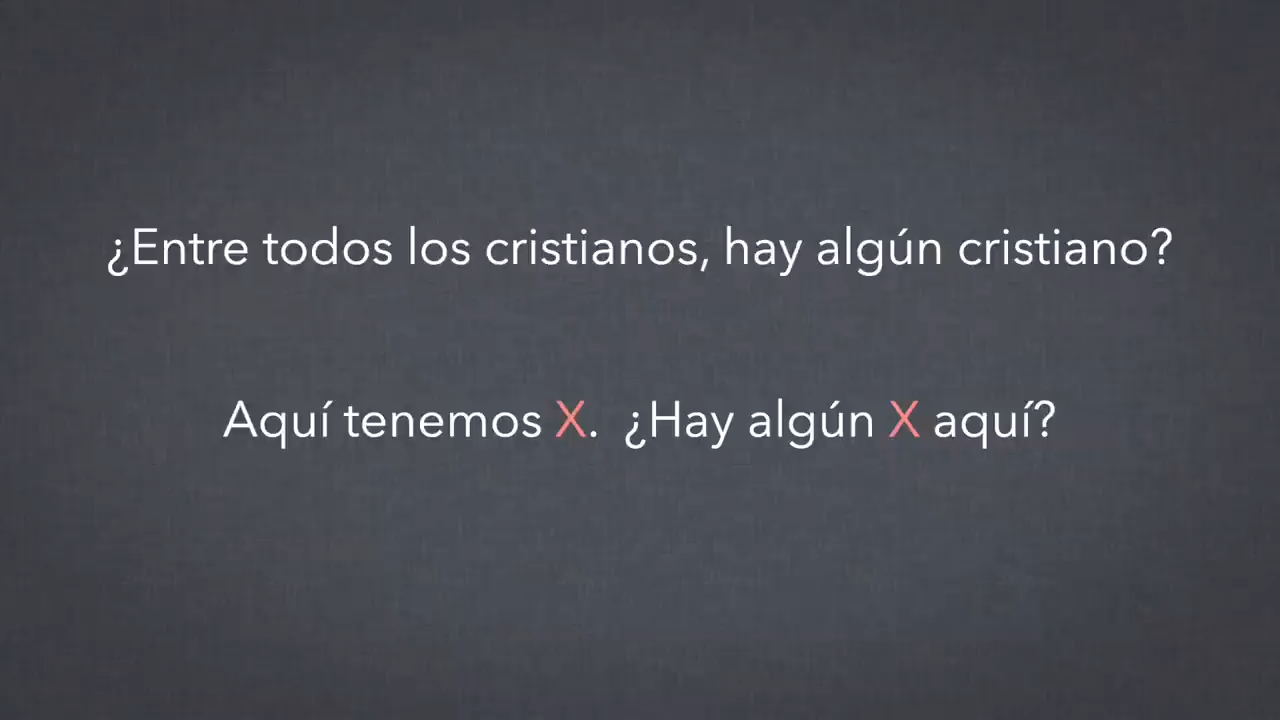 ¿Entre todos los cristianos, hay algún cristiano?
Aquí tenemos X. ¿Hay algún X aquí?